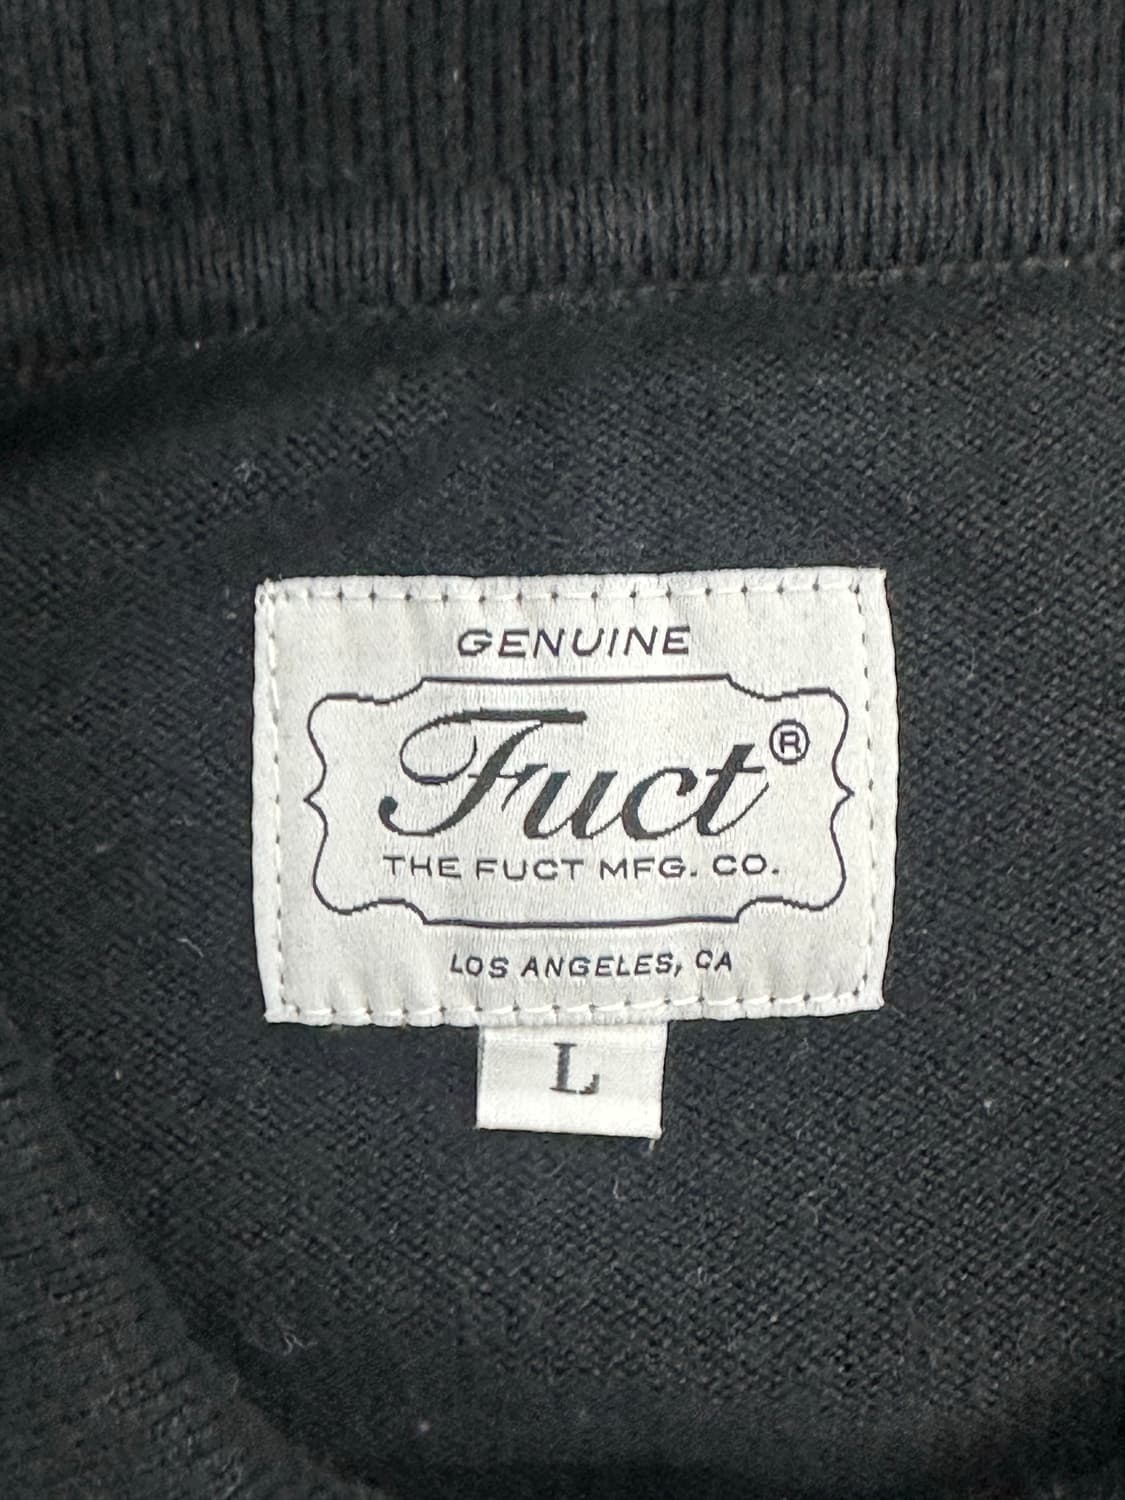 GENUINE
Fuct®
THE FUCT MFG. CO.
LOS ANGELES, CA
L